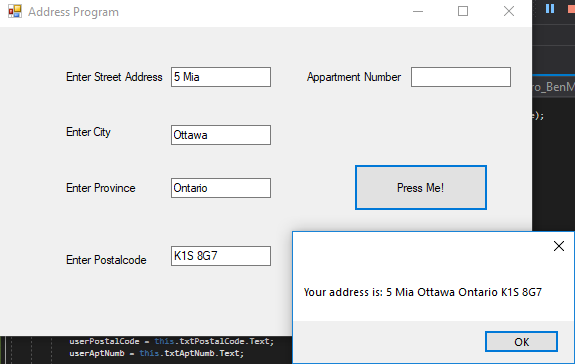 Address Program
Enter Street Address 5 Mia Appartment Number
ro_BenM
e);
Enter City Ottawa
Enter Province Ontario
Press Me!
Enter Postalcode K1S 8G7
Your address is: 5 Mia Ottawa Ontario K1S 8G7
OK
userPostalCode = this.txtPostalCode.Text;
userAptNumb = this.txtAptNumb.Text;